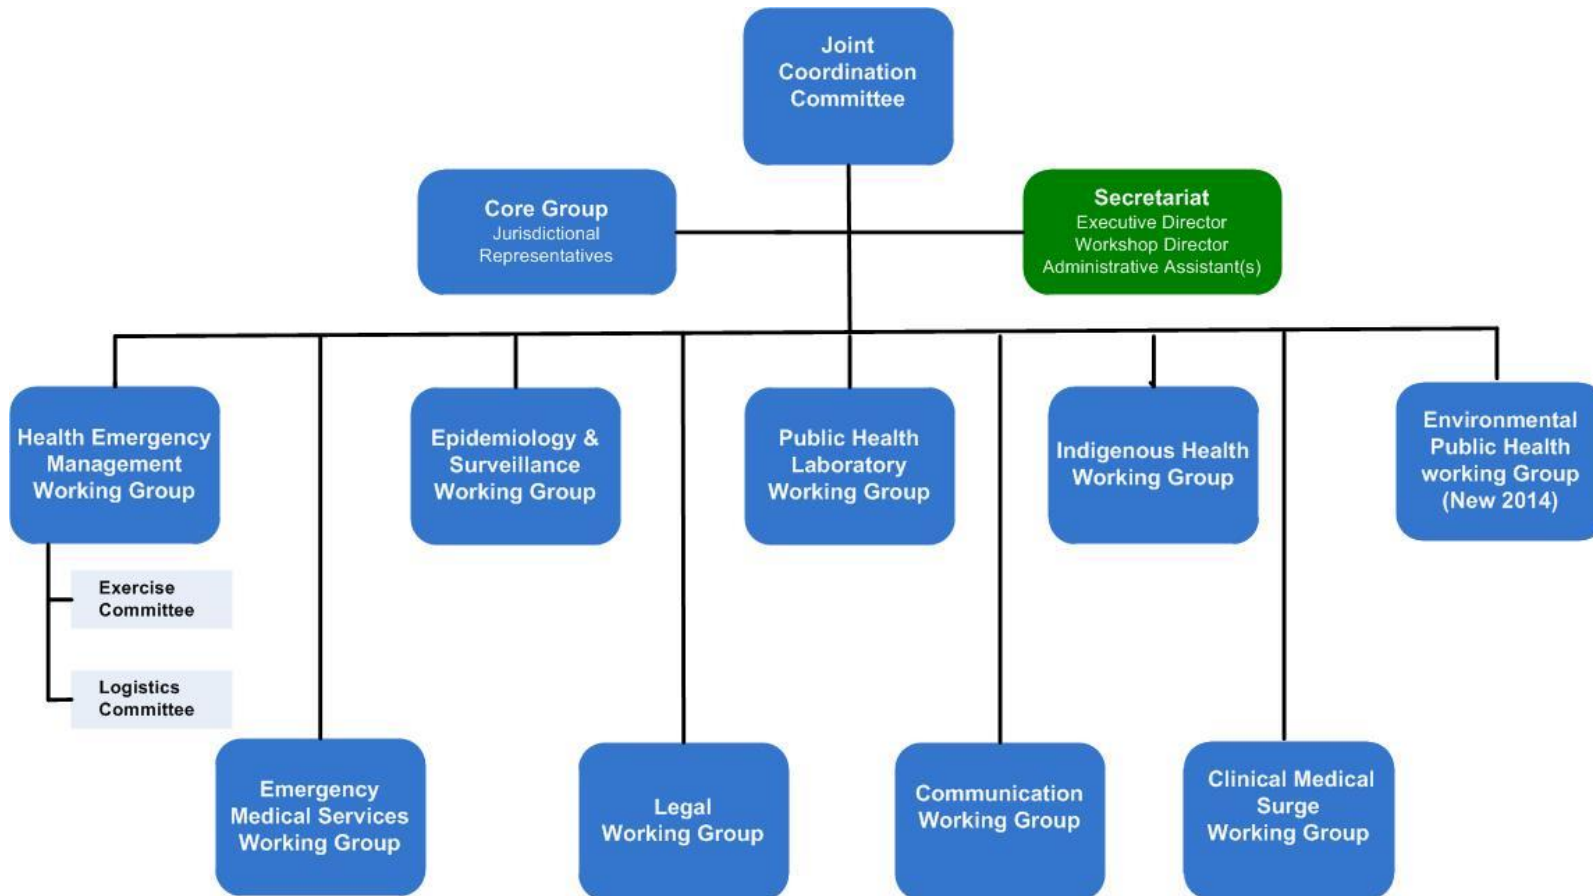 Joint
Coordination
Committee
Core Group
Jurisdictional
Representatives
Secretariat
Executive Director
Workshop Director
Administrative Assistant(s)
Health Emergency
Management
Working Group
Epidemiology &
Surveillance
Working Group
Public Health
Laboratory
Working Group
Indigenous Health
Working Group
Environmental
Public Health
working Group
(New 2014)
Exercise
Committee
Logistics
Committee
Emergency
Medical Services
Working Group
Legal
Working Group
Communication
Working Group
Clinical Medical
Surge
Working Group